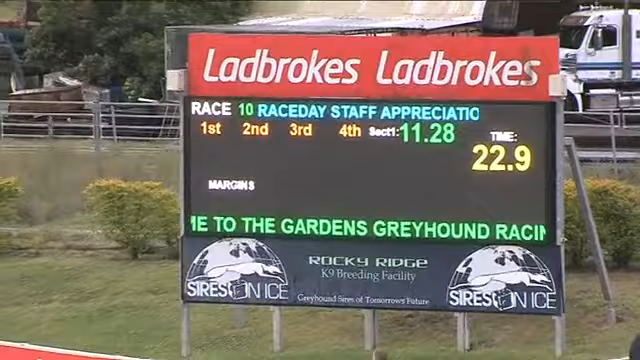 Ladbrokes Ladbrokes
RACE 10 RACEDAY STAFF APPRECIATIO
1st 2nd 3rd 4th Sect1: 11.28 TIME:
22.9
MARGINS
ME TO THE GARDENS GREYHOUND RACIN
ROCKY RIDGE
K9 Breeding Facility
SIRES ON ICE SIRES ON ICE
Greyhound Sires of Tomorrows Future